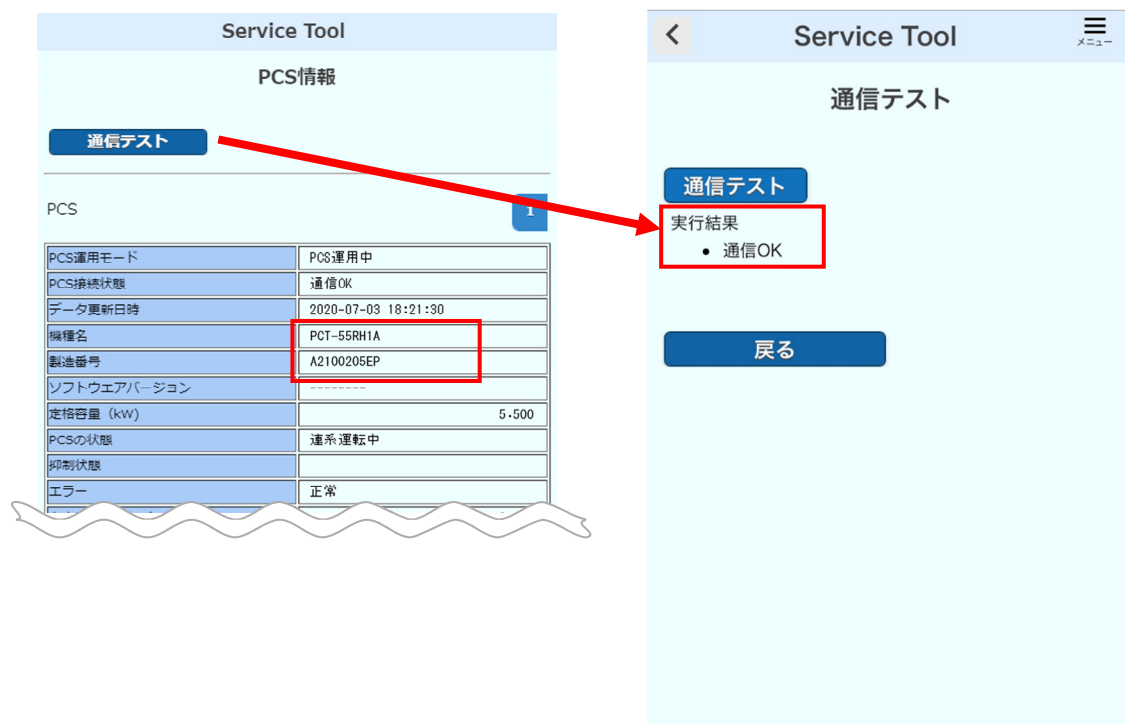 Service Tool
PCS情報
通信テスト
PCS
i
PCS運用モード PCS運用中
PCS接続状態 通信OK
データ更新日時 2020-07-03 18:21:30
機種名 PCT-55RH1A
製造番号 A2100205EP
ソフトウエアバージョン --------
定格容量（kW） 5.500
PCSの状態 連系運転中
抑制状態
エラー 正常
Service Tool
メニュー
通信テスト
通信テスト
実行結果
• 通信OK
戻る